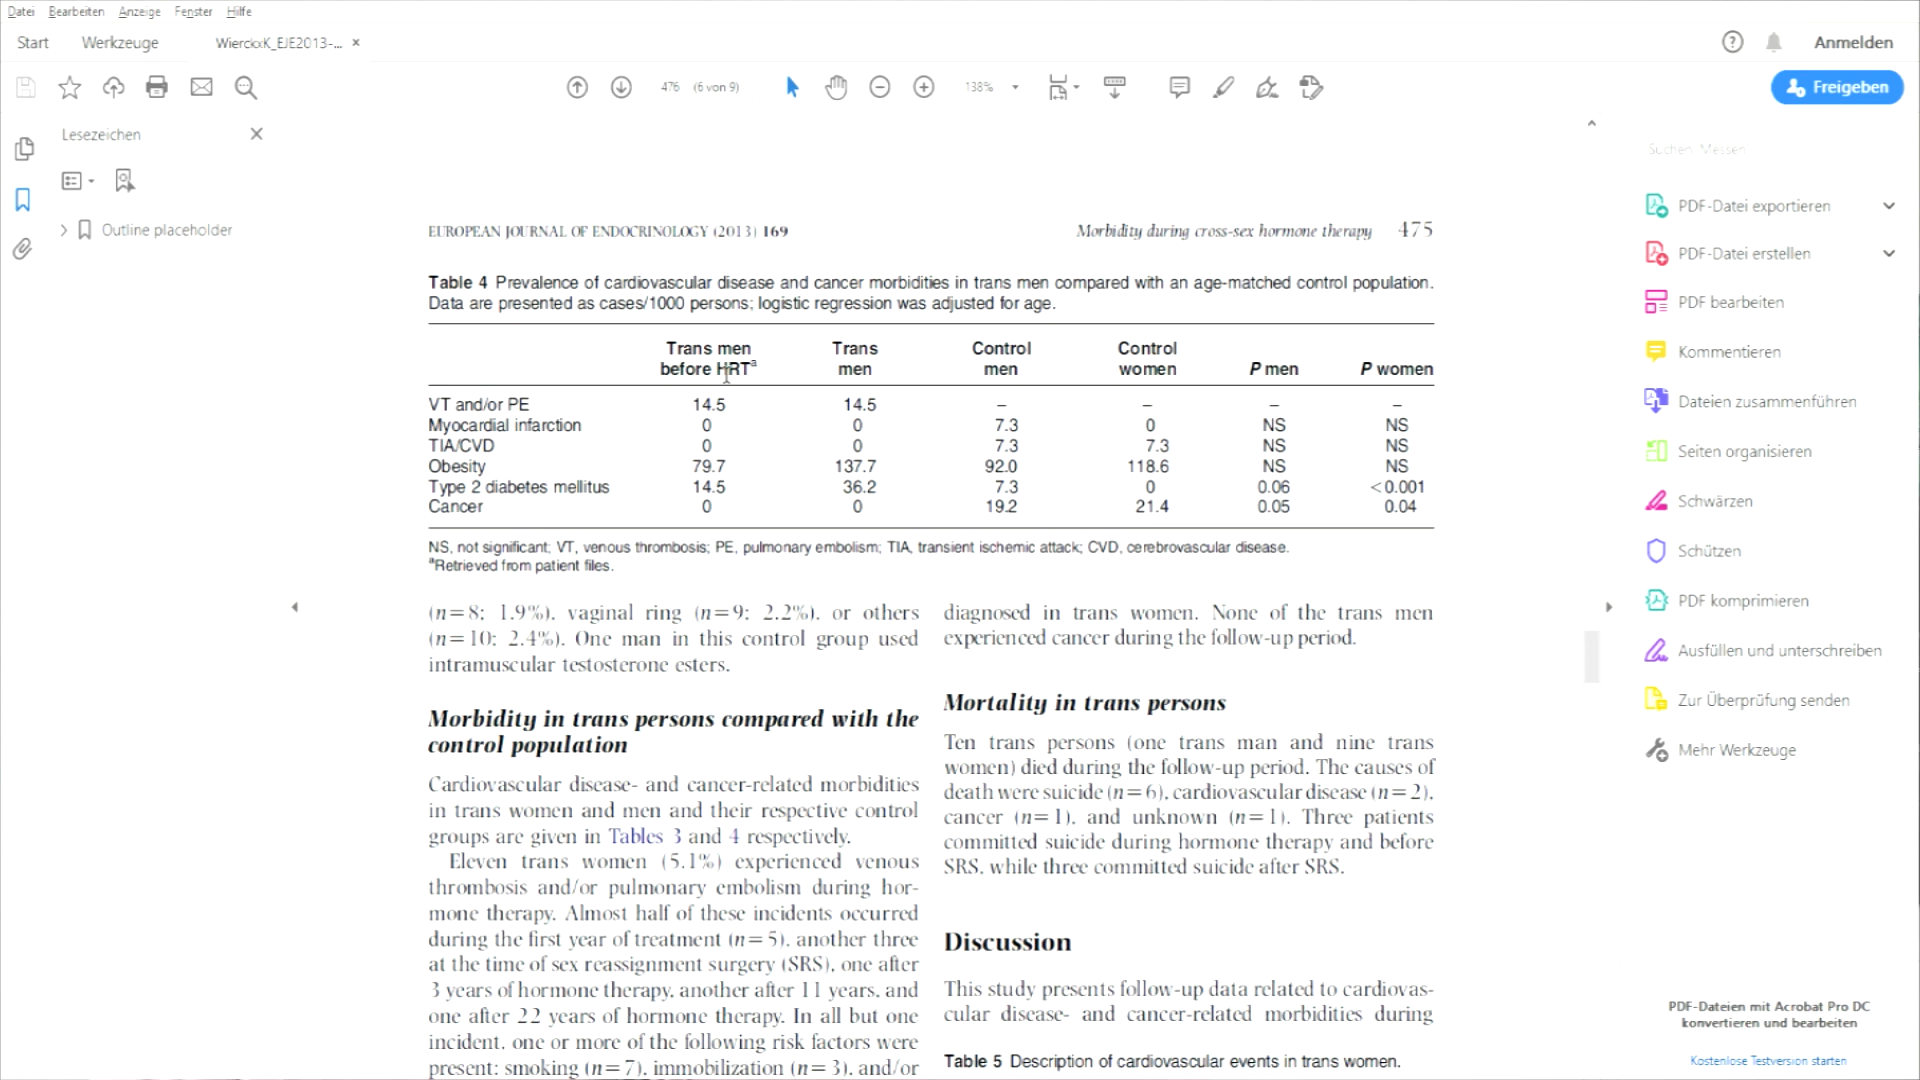 Datei Bearbeiten Anzeige Fenster Hilfe
Start Werkzeuge WierckxK_EJE2013-... × Anmelden
476 (6 von 9) 138% Freigeben
Lesezeichen
Outline placeholder
Suchen Messen
PDF-Datei exportieren
PDF-Datei erstellen
PDF bearbeiten
Kommentieren
Dateien zusammenführen
Seiten organisieren
Schwärzen
Schützen
PDF komprimieren
Ausfüllen und unterschreiben
Zur Überprüfung senden
Mehr Werkzeuge
PDF-Dateien mit Acrobat Pro DC
konvertieren und bearbeiten
Kostenlose Testversion starten
EUROPEAN JOURNAL OF ENDOCRINOLOGY (2013) 169 Morbidity during cross-sex hormone therapy 475
Table 4 Prevalence of cardiovascular disease and cancer morbidities in trans men compared with an age-matched control population.
Data are presented as cases/1000 persons; logistic regression was adjusted for age.
Trans men Trans Control Control
before HRTa men men women P men P women
VT and/or PE 14.5 14.5 – – – –
Myocardial infarction 0 0 7.3 0 NS NS
TIA/CVD 0 0 7.3 7.3 NS NS
Obesity 79.7 137.7 92.0 118.6 NS NS
Type 2 diabetes mellitus 14.5 36.2 7.3 0 0.06 <0.001
Cancer 0 0 19.2 21.4 0.05 0.04
NS, not significant; VT, venous thrombosis; PE, pulmonary embolism; TIA, transient ischemic attack; CVD, cerebrovascular disease.
aRetrieved from patient files.
(n=8; 1.9%), vaginal ring (n=9; 2.2%), or others
(n=10; 2.4%). One man in this control group used
intramuscular testosterone esters.
Morbidity in trans persons compared with the
control population
Cardiovascular disease- and cancer-related morbidities
in trans women and men and their respective control
groups are given in Tables 3 and 4 respectively.
Eleven trans women (5.1%) experienced venous
thrombosis and/or pulmonary embolism during hor-
mone therapy. Almost half of these incidents occurred
during the first year of treatment (n=5), another three
at the time of sex reassignment surgery (SRS), one after
3 years of hormone therapy, another after 11 years, and
one after 22 years of hormone therapy. In all but one
incident, one or more of the following risk factors were
present: smoking (n=7), immobilization (n=3), and/or
diagnosed in trans women. None of the trans men
experienced cancer during the follow-up period.
Mortality in trans persons
Ten trans persons (one trans man and nine trans
women) died during the follow-up period. The causes of
death were suicide (n=6), cardiovascular disease (n=2),
cancer (n=1), and unknown (n=1). Three patients
committed suicide during hormone therapy and before
SRS, while three committed suicide after SRS.
Discussion
This study presents follow-up data related to cardiovas-
cular disease- and cancer-related morbidities during
Table 5 Description of cardiovascular events in trans women.